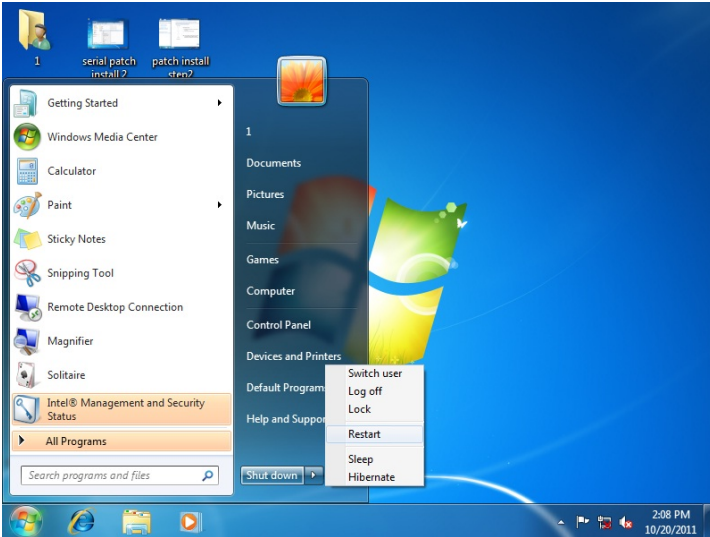 1
serial patch
install 2
patch install
step2
Getting Started
Windows Media Center
Calculator
Paint
Sticky Notes
Snipping Tool
Remote Desktop Connection
Magnifier
Solitaire
Intel® Management and Security
Status
All Programs
Search programs and files
1
Documents
Pictures
Music
Games
Computer
Control Panel
Devices and Printers
Default Program
Help and Suppor
Shut down
Switch user
Log off
Lock
Restart
Sleep
Hibernate
2:08 PM
10/20/2011